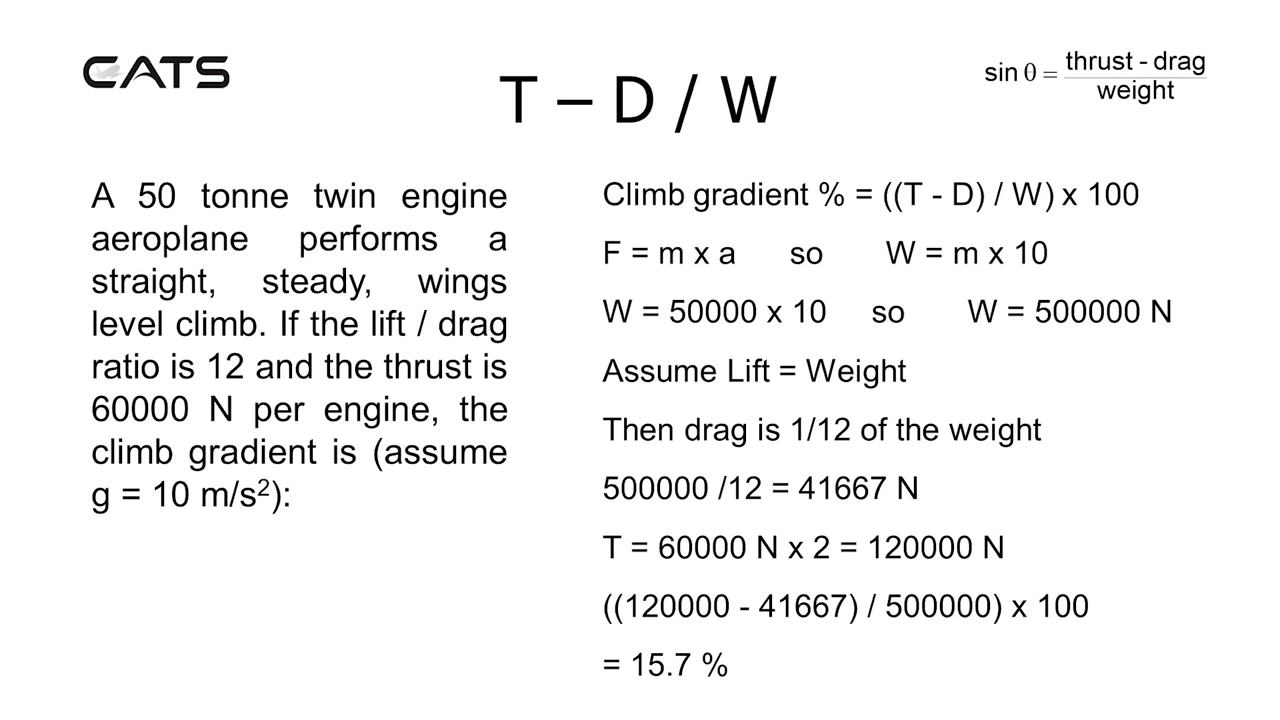 CATS
T – D / W
sin θ = thrust - drag
weight
A 50 tonne twin engine
aeroplane performs a
straight, steady, wings
level climb. If the lift / drag
ratio is 12 and the thrust is
60000 N per engine, the
climb gradient is (assume
g = 10 m/s²):
Climb gradient % = ((T - D) / W) x 100
F = m x a so W = m x 10
W = 50000 x 10 so W = 500000 N
Assume Lift = Weight
Then drag is 1/12 of the weight
500000 /12 = 41667 N
T = 60000 N x 2 = 120000 N
((120000 - 41667) / 500000) x 100
= 15.7 %